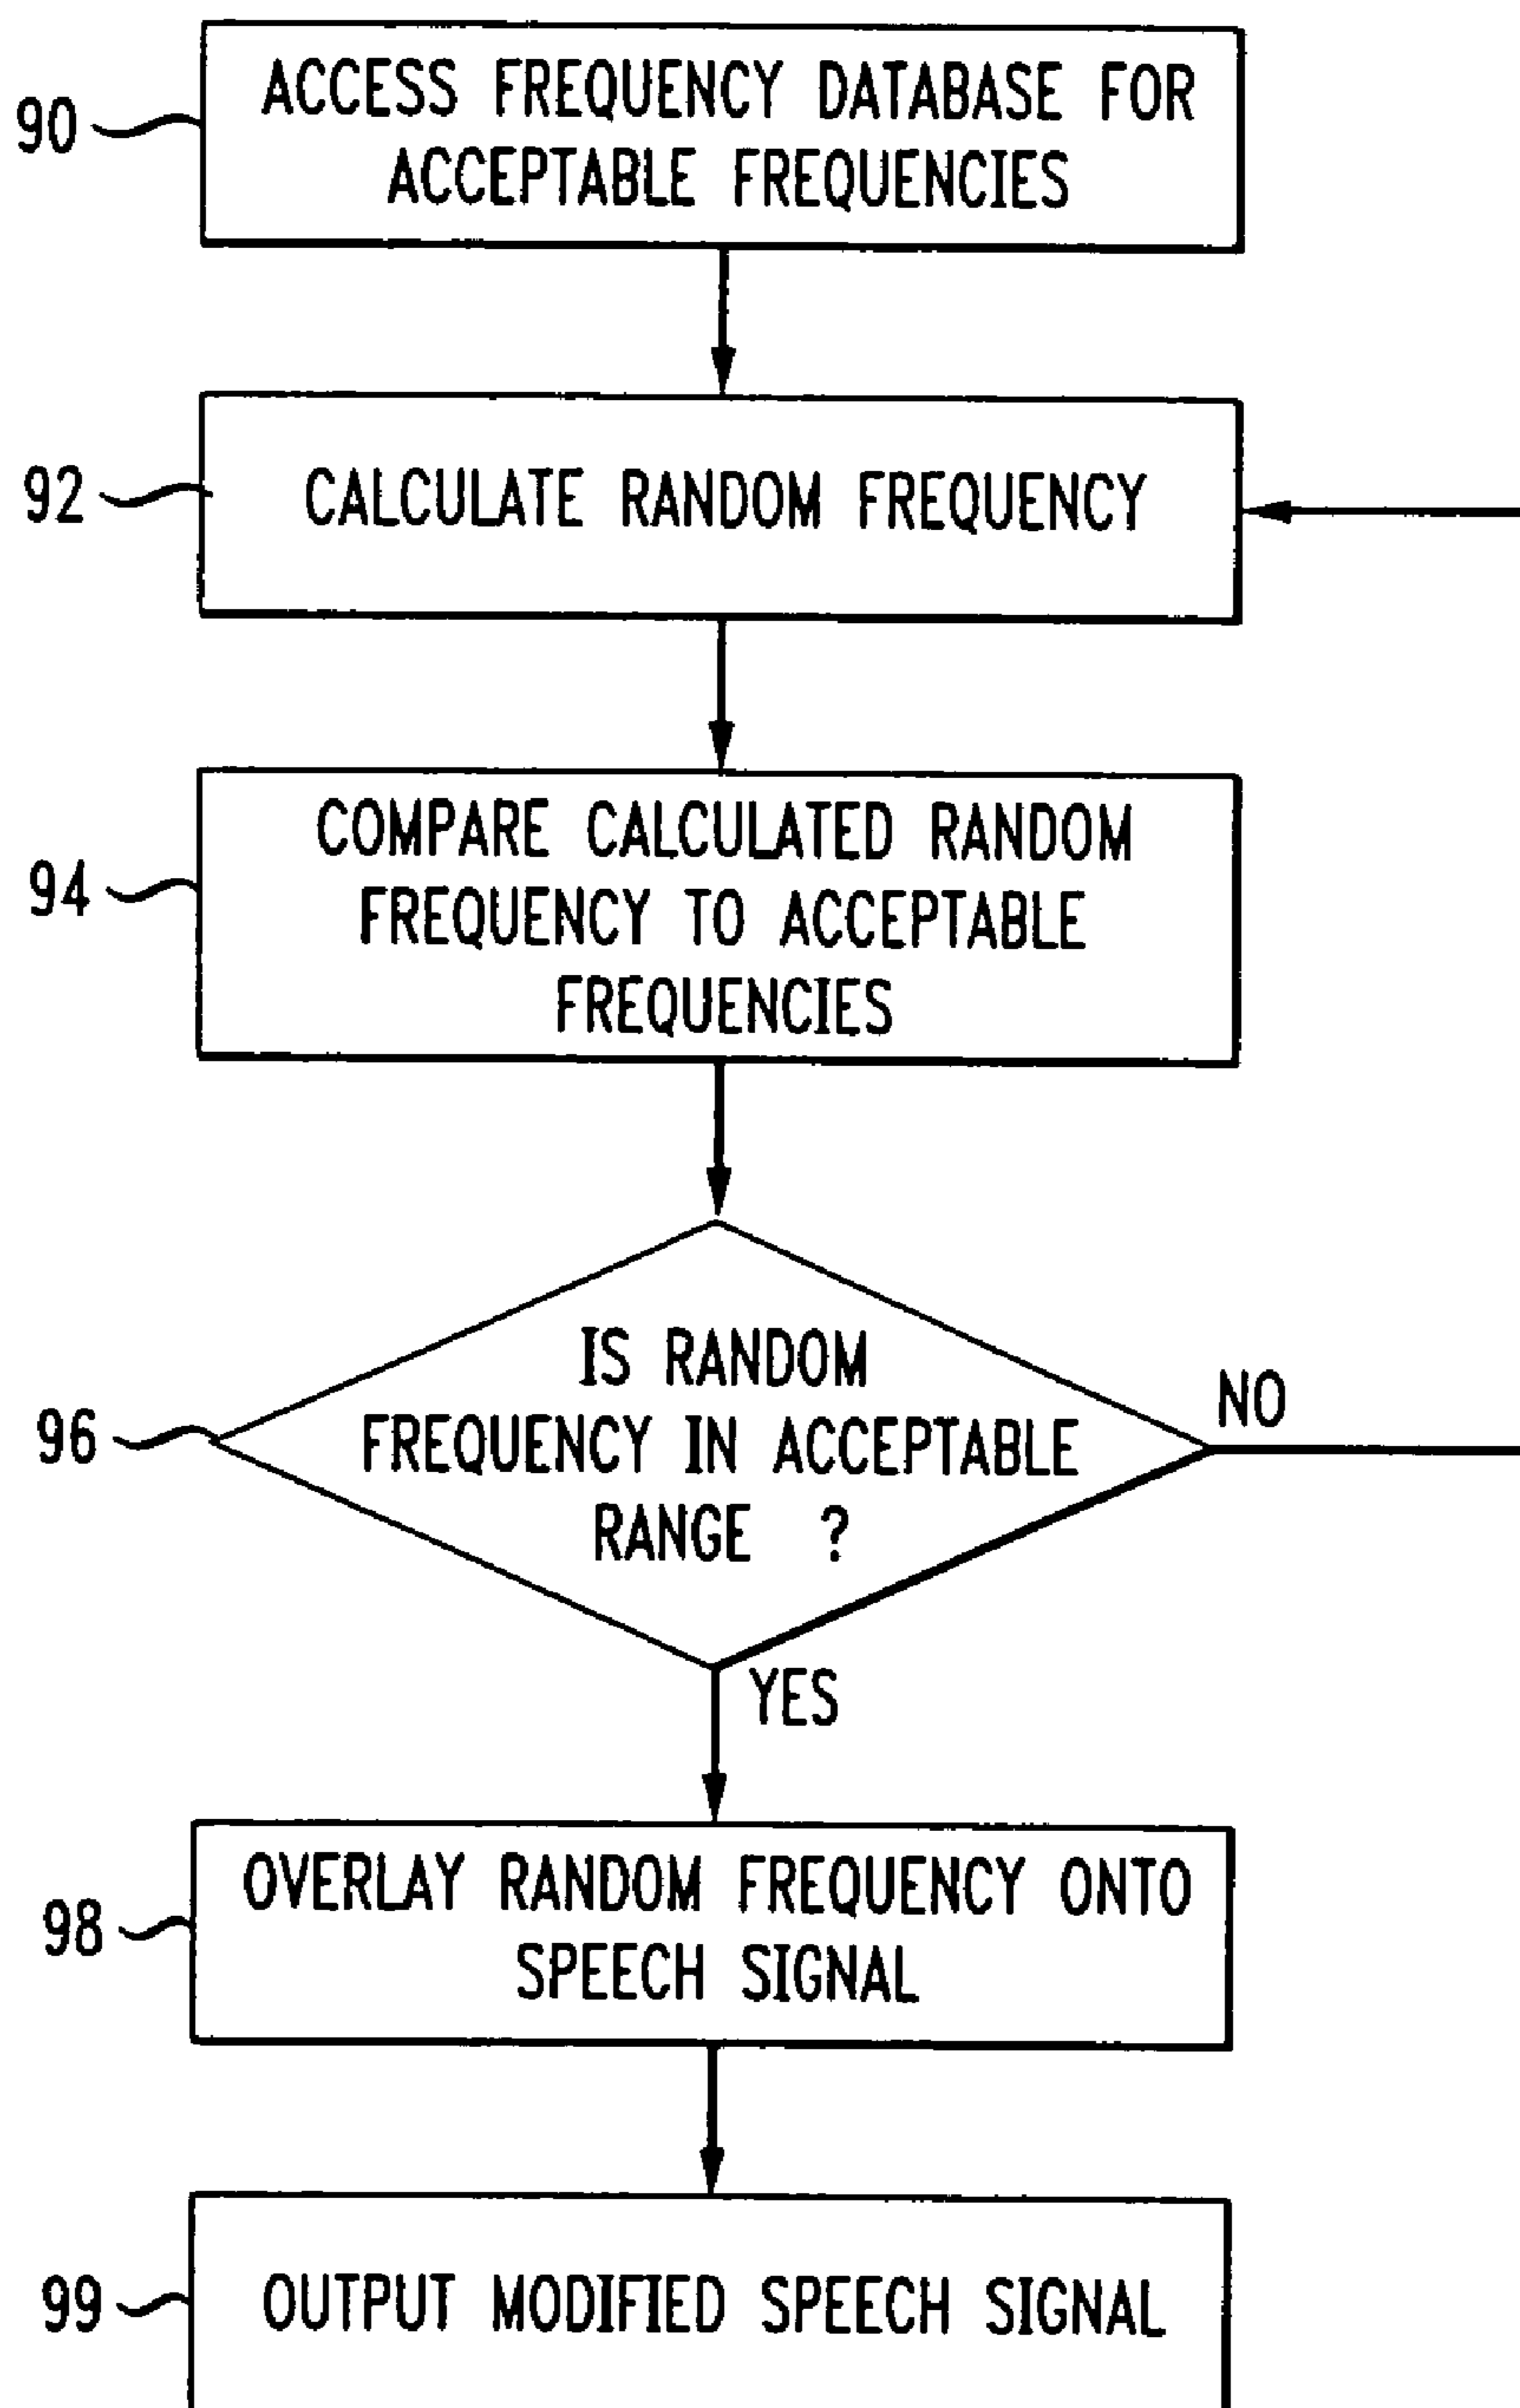 90
ACCESS FREQUENCY DATABASE FOR
ACCEPTABLE FREQUENCIES
92
CALCULATE RANDOM FREQUENCY
94
COMPARE CALCULATED RANDOM
FREQUENCY TO ACCEPTABLE
FREQUENCIES
96
IS RANDOM
FREQUENCY IN ACCEPTABLE
RANGE ?
NO
YES
98
OVERLAY RANDOM FREQUENCY ONTO
SPEECH SIGNAL
99
OUTPUT MODIFIED SPEECH SIGNAL